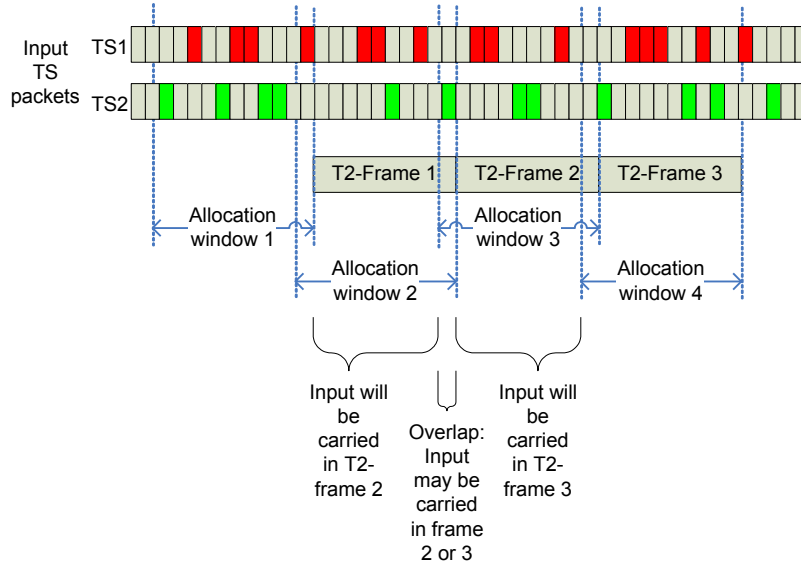 Input
TS
packets
TS1
TS2
T2-Frame 1
T2-Frame 2
T2-Frame 3
Allocation
window 1
Allocation
window 3
Allocation
window 2
Allocation
window 4
Input will
be
carried
in T2-
frame 2
Overlap:
Input
may be
carried
in frame
2 or 3
Input will
be
carried
in T2-
frame 3